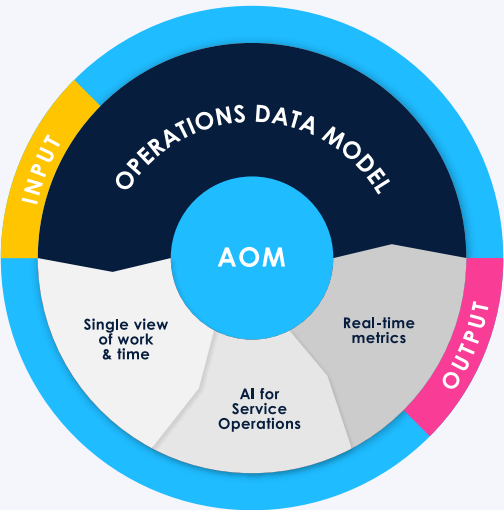 OPERATIONS DATA MODEL
INPUT
AOM
Single view
of work
& time
AI for
Service
Operations
Real-time
metrics
OUTPUT